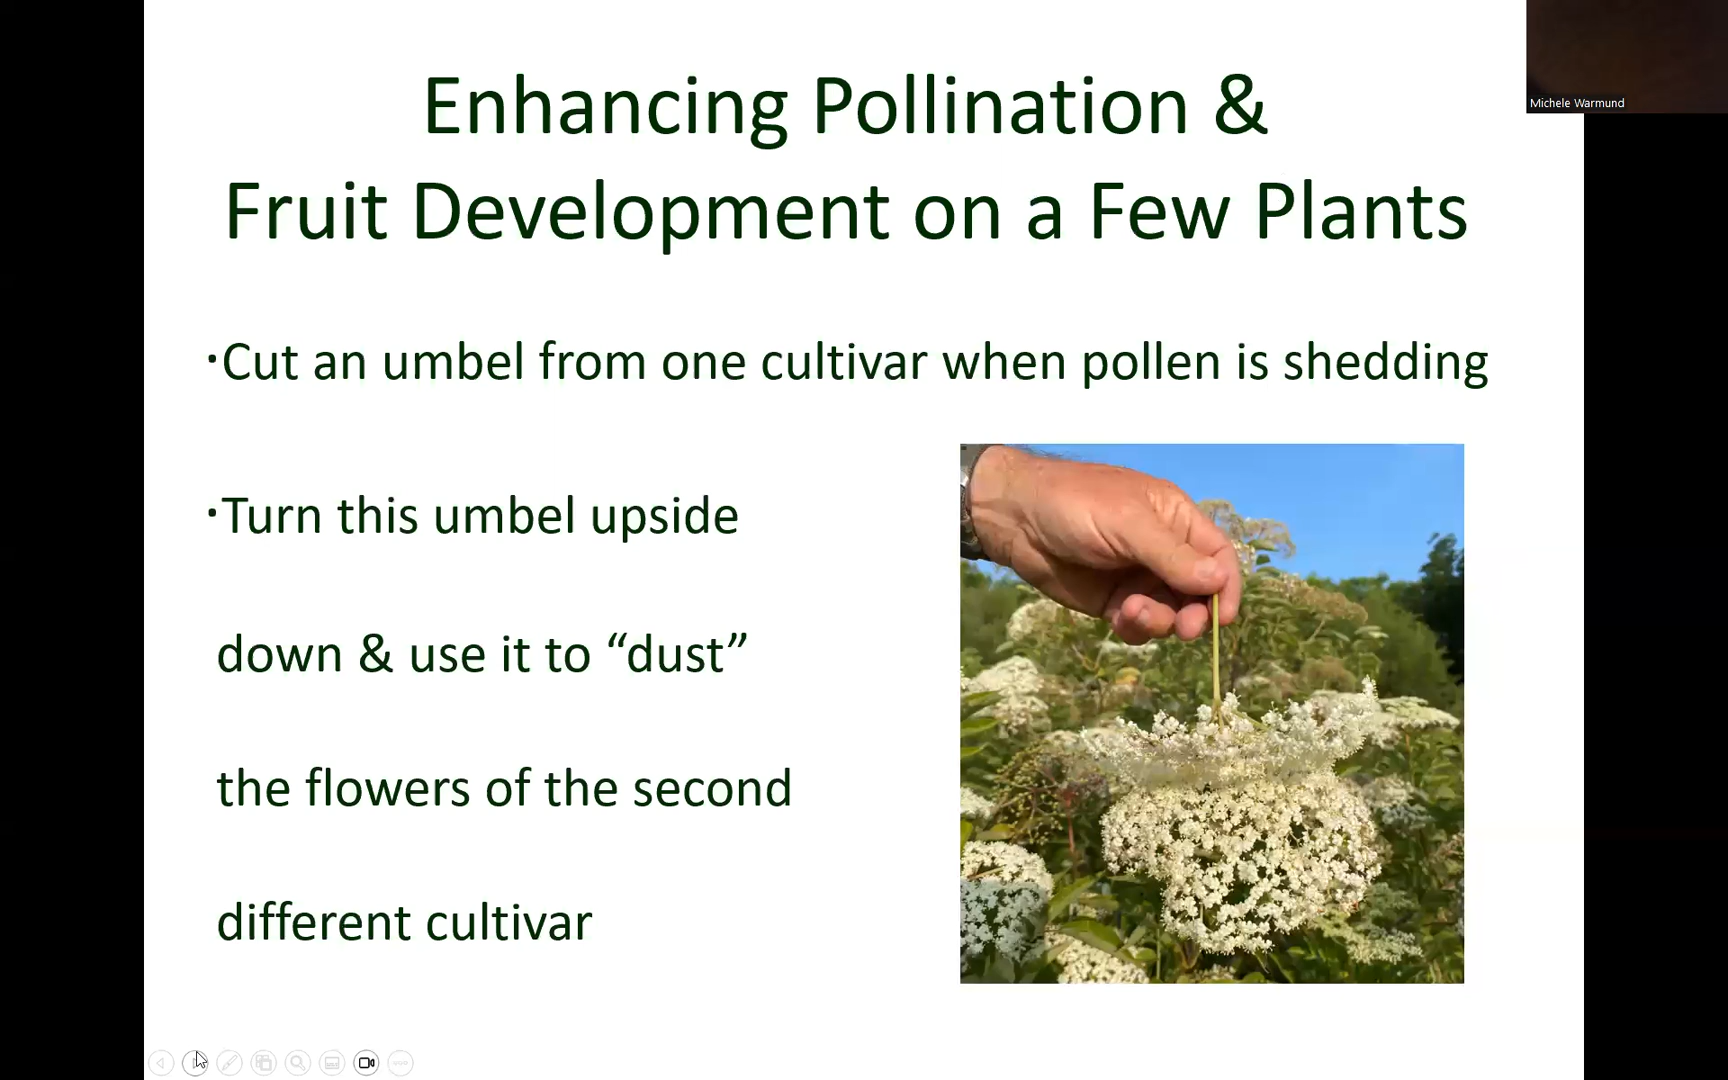 Michele Warmund
Enhancing Pollination &
Fruit Development on a Few Plants
·Cut an umbel from one cultivar when pollen is shedding
·Turn this umbel upside
down & use it to “dust”
the flowers of the second
different cultivar